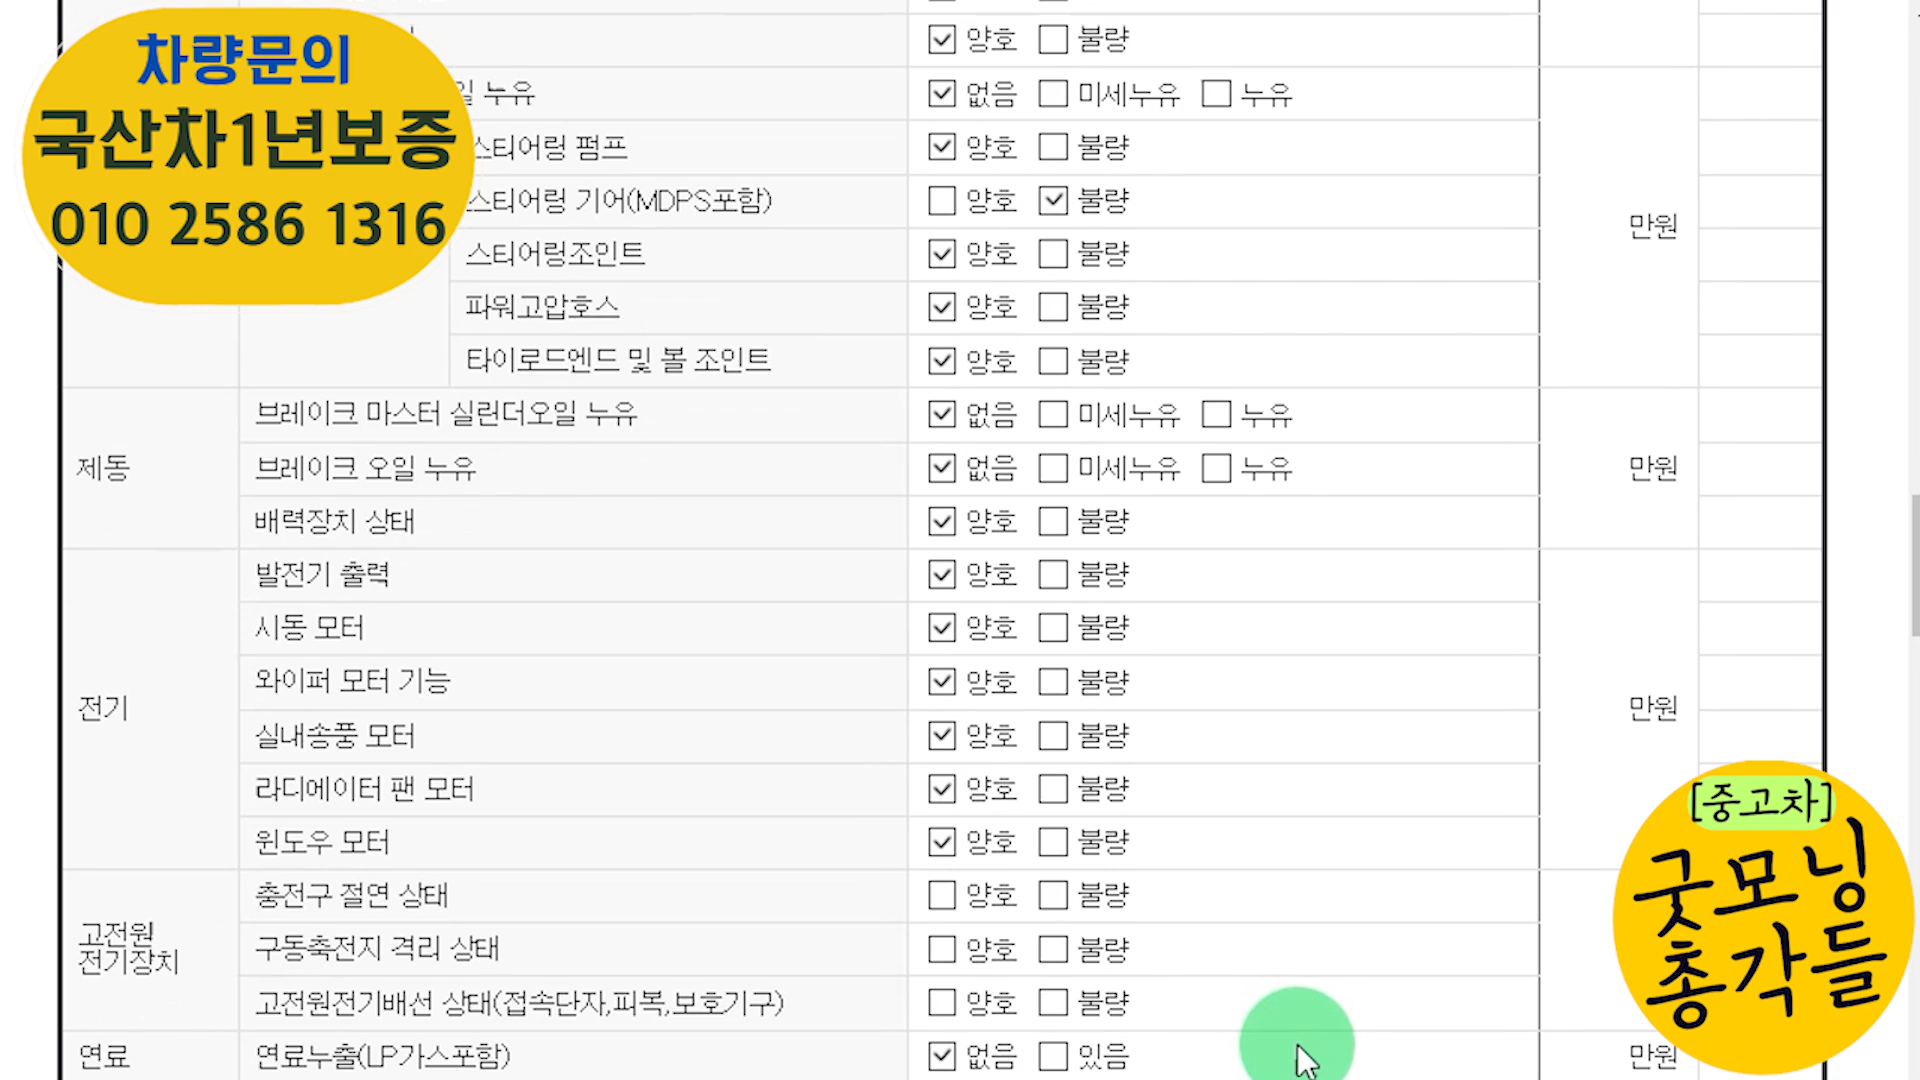 차량문의
국산차1년보증
010 2586 1316
☑ 양호 ☐ 불량
일 누유 ☑ 없음 ☐ 미세누유 ☐ 누유
스티어링 펌프 ☑ 양호 ☐ 불량
스티어링 기어(MDPS포함) ☐ 양호 ☑ 불량
만원
스티어링조인트 ☑ 양호 ☐ 불량
파워고압호스 ☑ 양호 ☐ 불량
타이로드엔드 및 볼 조인트 ☑ 양호 ☐ 불량
제동
브레이크 마스터 실린더오일 누유 ☑ 없음 ☐ 미세누유 ☐ 누유
브레이크 오일 누유 ☑ 없음 ☐ 미세누유 ☐ 누유
만원
배력장치 상태 ☑ 양호 ☐ 불량
전기
발전기 출력 ☑ 양호 ☐ 불량
시동 모터 ☑ 양호 ☐ 불량
와이퍼 모터 기능 ☑ 양호 ☐ 불량
만원
실내송풍 모터 ☑ 양호 ☐ 불량
라디에이터 팬 모터 ☑ 양호 ☐ 불량
윈도우 모터 ☑ 양호 ☐ 불량
고전원
전기장치
충전구 절연 상태 ☐ 양호 ☐ 불량
구동축전지 격리 상태 ☐ 양호 ☐ 불량
고전원전기배선 상태(접속단자,피복,보호기구) ☐ 양호 ☐ 불량
연료
연료누출(LP가스포함) ☑ 없음 ☐ 있음
만원
[중고차]
굿모닝
총각들